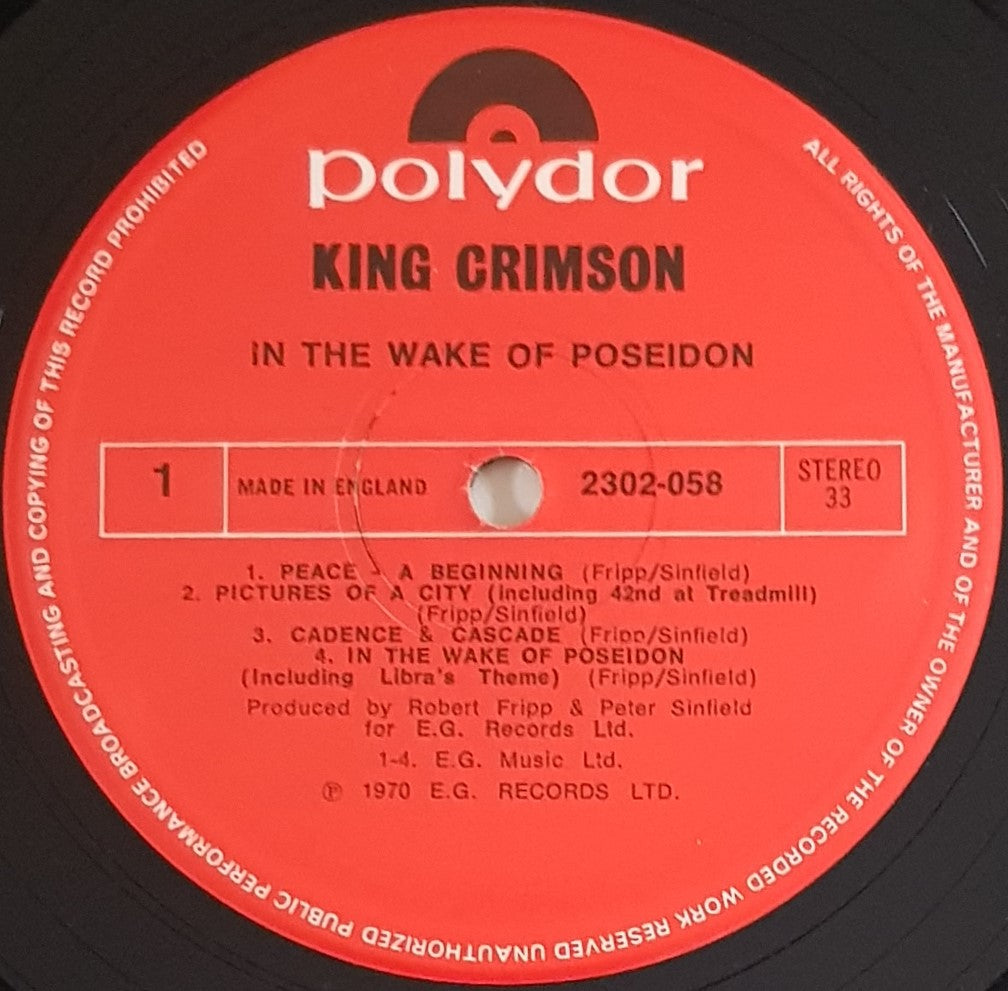 polydor
KING CRIMSON
IN THE WAKE OF POSEIDON
1
MADE IN ENGLAND
2302-058
STEREO
33
1. PEACE - A BEGINNING (Fripp/Sinfield)
2. PICTURES OF A CITY (including 42nd at Treadmill)
(Fripp/Sinfield)
3. CADENCE & CASCADE (Fripp/Sinfield)
4. IN THE WAKE OF POSEIDON
(Including Libra's Theme) (Fripp/Sinfield)
Produced by Robert Fripp & Peter Sinfield
for E.G. Records Ltd.
1-4. E.G. Music Ltd.
℗ 1970 E.G. RECORDS LTD.
ALL RIGHTS OF THE MANUFACTURER AND OF THE OWNER OF THE RECORDED WORK RESERVED UNAUTHORIZED PUBLIC PERFORMANCE BROADCASTING AND COPYING OF THIS RECORD PROHIBITED